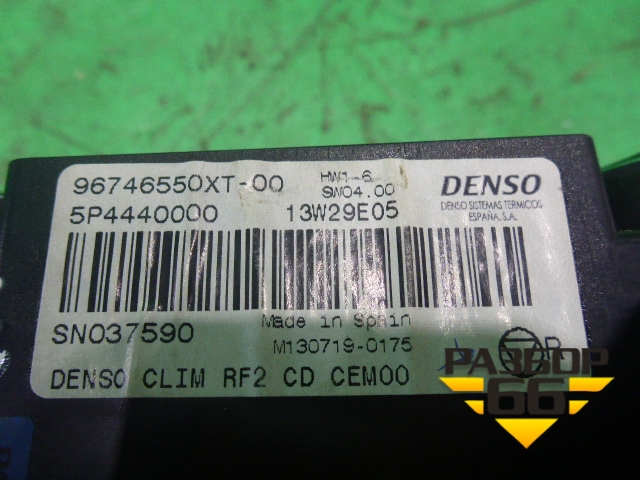 96746550XT-00
HW1-6
SW04.00
DENSO
5P4440000
13W29E05
DENSO SISTEMAS TERMICOS
ESPAÑA, S.A.
SN037590
Made in Spain
M130719-0175
DENSO CLIM RF2 CD CEM00
РАЗБОР
66